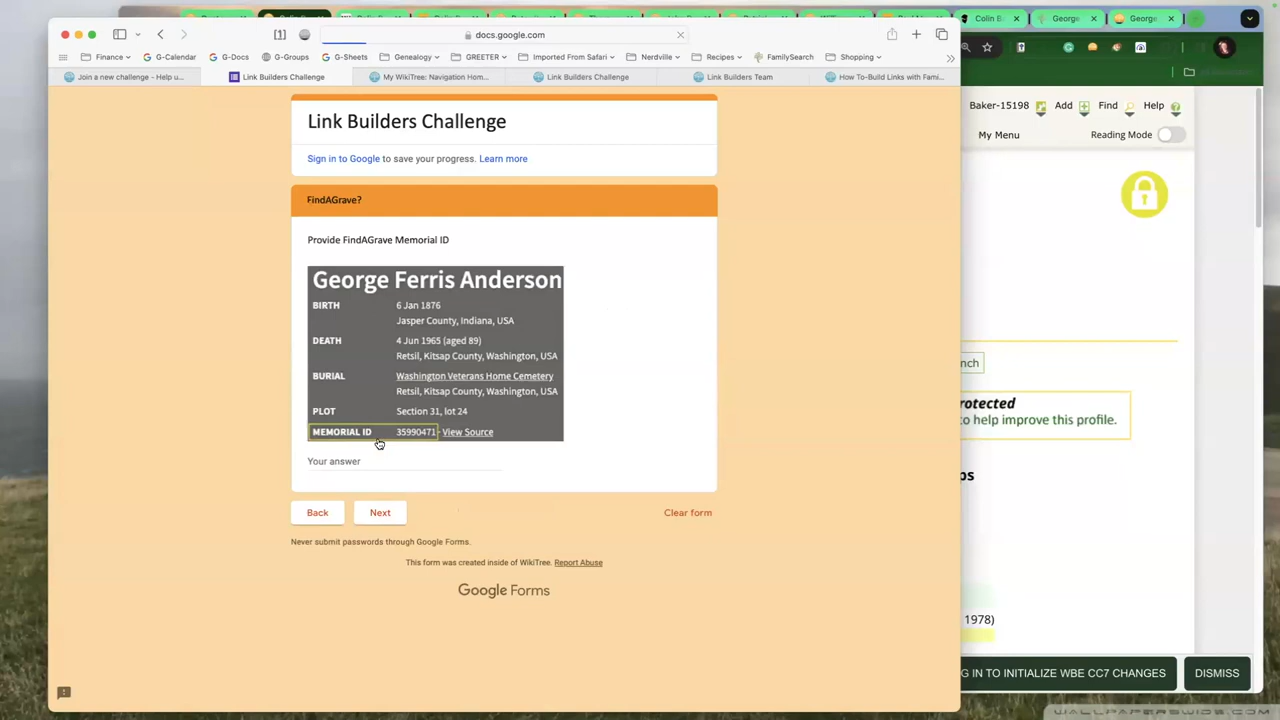 Colin B
George
George
docs.google.com
Finance
G-Calendar
G-Docs
G-Groups
G-Sheets
Genealogy
GREETER
Imported From Safari
Nerdville
Recipes
FamilySearch
Shopping
Join a new challenge - Help u...
Link Builders Challenge
My WikiTree: Navigation Hom...
Link Builders Challenge
Link Builders Team
How To-Build Links with Fami...
Baker-15198 Add Find Help
My Menu Reading Mode
Link Builders Challenge
Sign in to Google to save your progress. Learn more
FindAGrave?
Provide FindAGrave Memorial ID
George Ferris Anderson
BIRTH 6 Jan 1876
Jasper County, Indiana, USA
DEATH 4 Jun 1965 (aged 89)
Retsil, Kitsap County, Washington, USA
BURIAL Washington Veterans Home Cemetery
Retsil, Kitsap County, Washington, USA
PLOT Section 31, lot 24
MEMORIAL ID 35990471 · View Source
Your answer
Back Next Clear form
Never submit passwords through Google Forms.
This form was created inside of WikiTree. Report Abuse
Google Forms
nch
otected
to help improve this profile.
ps
1978)
G IN TO INITIALIZE WBE CC7 CHANGES DISMISS
WALLPAPERSWIDE.COM